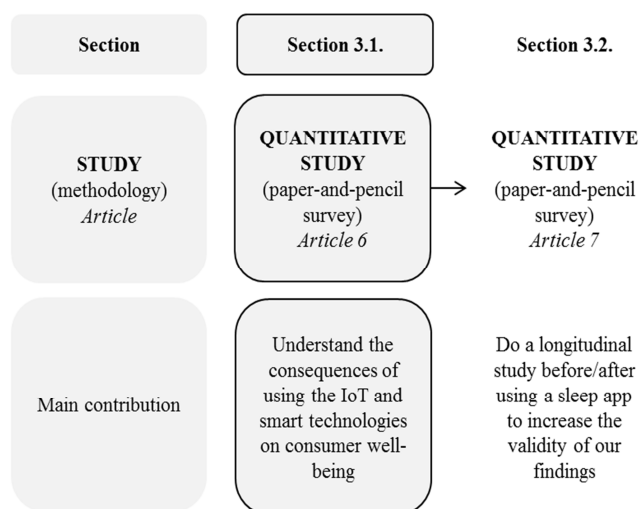 Section
Section 3.1.
Section 3.2.
STUDY
(methodology)
Article
QUANTITATIVE
STUDY
(paper-and-pencil
survey)
Article 6
QUANTITATIVE
STUDY
(paper-and-pencil
survey)
Article 7
Main contribution
Understand the
consequences of
using the IoT and
smart technologies
on consumer well-
being
Do a longitudinal
study before/after
using a sleep app
to increase the
validity of our
findings